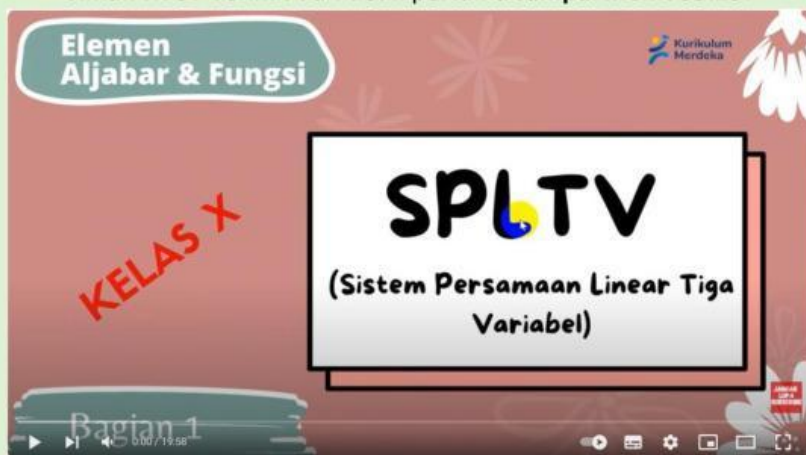 Elemen
Aljabar & Fungsi
Kurikulum
Merdeka
KELAS X
SPLTV
(Sistem Persamaan Linear Tiga
Variabel)
Bagian 1
0:00 / 19:58